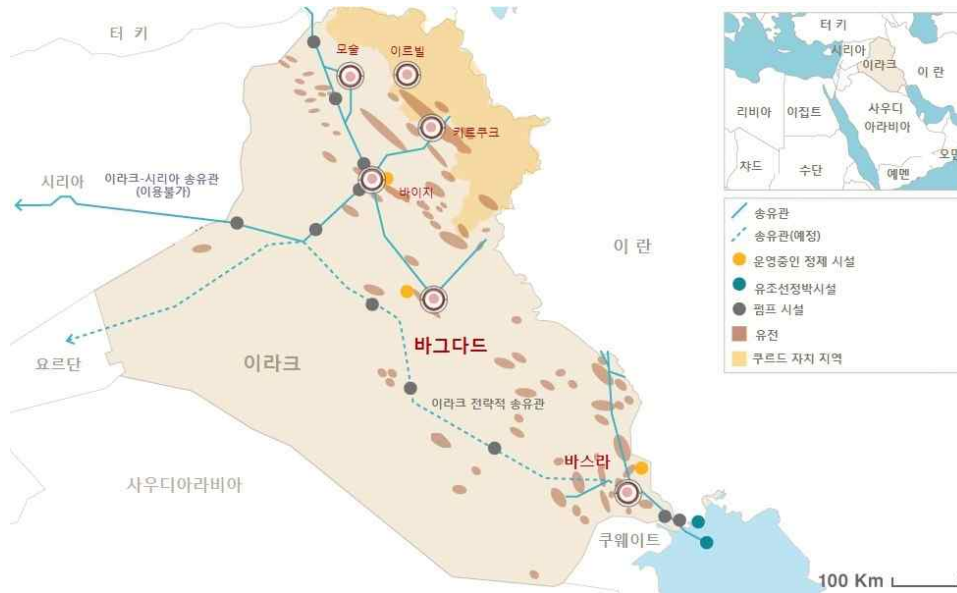 터 키
모술
이르빌
키르쿠크
시리아
이라크-시리아 송유관
(이용불가)
바이지
이 란
요르단
이라크
바그다드
이라크 전략적 송유관
바스라
사우디아라비아
쿠웨이트
100 Km
터 키
시리아
이라크
이 란
리비아
이집트
사우디
아라비아
오만
차드
수단
예멘
송유관
송유관(예정)
운영중인 정제 시설
유조선정박시설
펌프 시설
유전
쿠르드 자치 지역